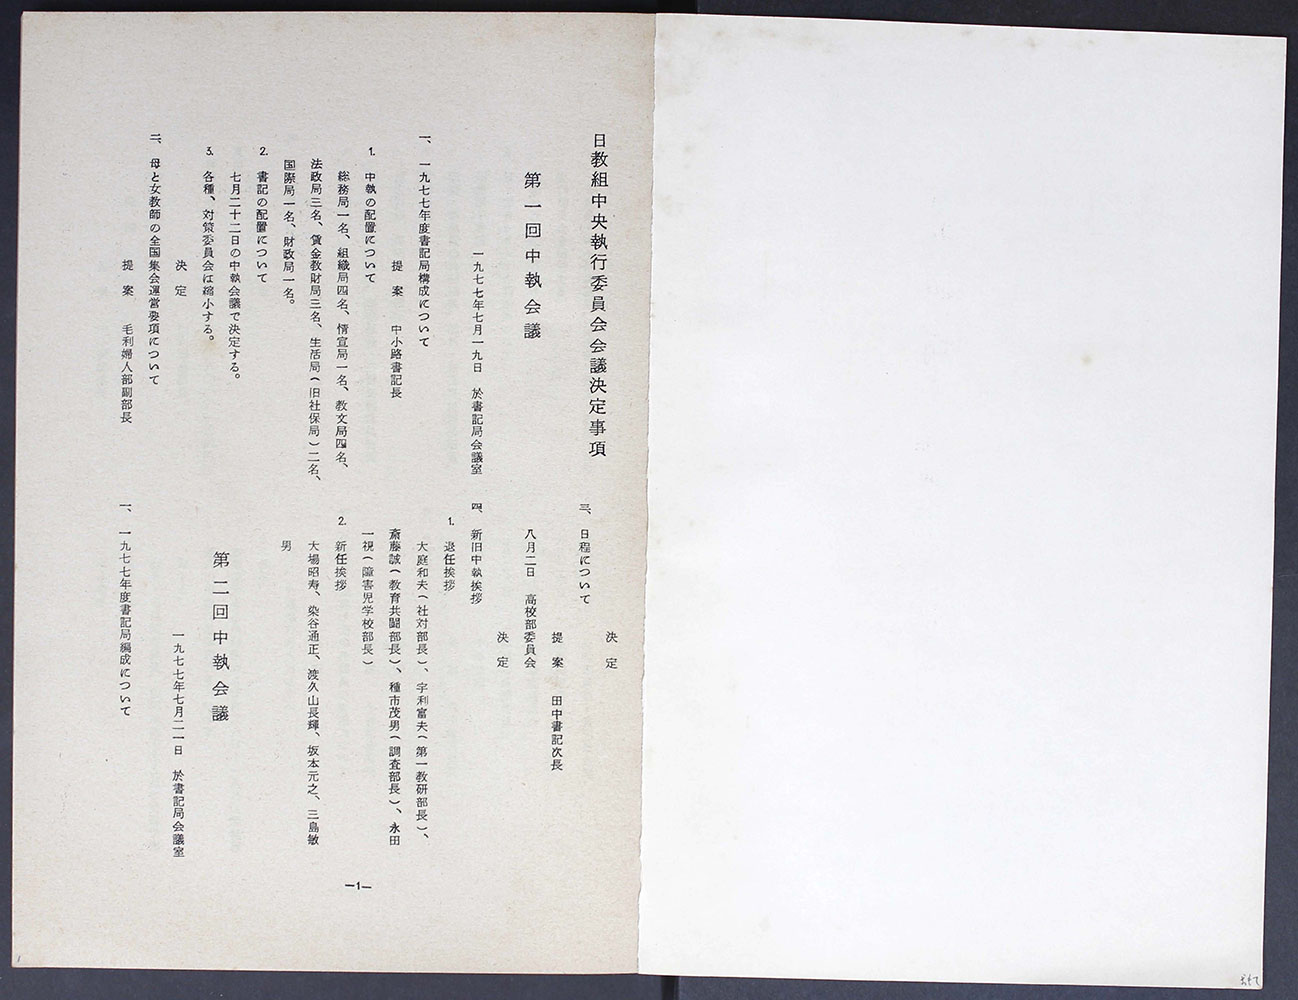 日教組中央執行委員会会議決定事項
第一回中執会議
一九七七年七月一九日　於書記局会議室
一、一九七七年度書記局構成について
提　案　中小路書記長
1. 中執の配置について
総務局一名、組織局四名、情宣局一名、教文局四名、
法政局三名、賃金教財局三名、生活局（旧社保局）二名、
国際局一名、財政局一名。
2. 書記の配置について
七月二十二日の中執会議で決定する。
3. 各種、対策委員会は縮小する。
決　定
二、母と女教師の全国集会運営要項について
提　案　毛利婦人部副部長
決　定
三、日程について
提　案　田中書記次長
八月二日　高校部委員会
決　定
四、新旧中執挨拶
1. 退任挨拶
大庭和夫（社対部長）、宇利富夫（第一教研部長）、
斎藤誠（教育共闘部長）、種市茂男（調査部長）、永田
一視（障害児学校部長）
2. 新任挨拶
大場昭寿、染谷通正、渡久山長輝、坂本元之、三島敏
男
第二回中執会議
一九七七年七月二一日　於書記局会議室
一、一九七七年度書記局編成について
—1—